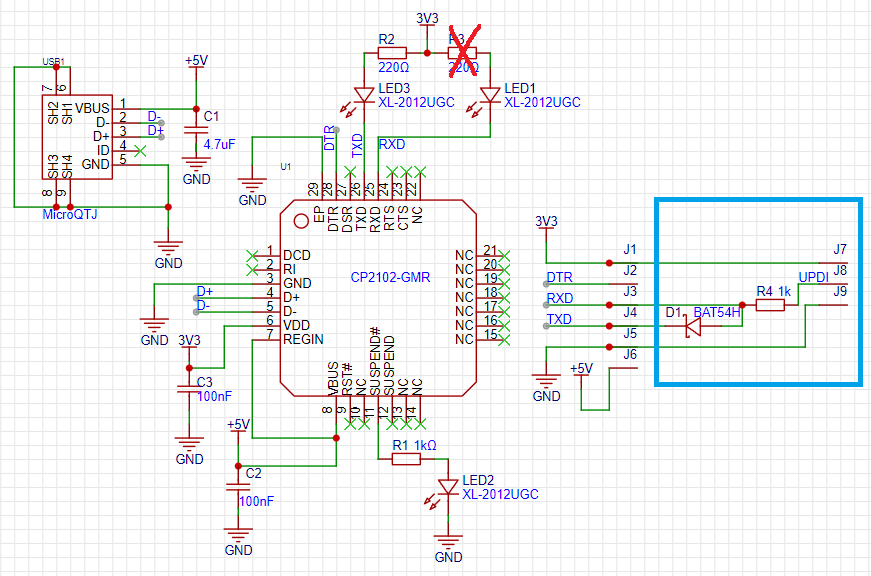 3V3
R2
R3
220Ω
220Ω
USB1
+5V
LED3
XL-2012UGC
LED1
XL-2012UGC
7
6
SH2
SH1
VBUS 1
D- 2
D+ 3
ID 4
GND 5
D-
D+
SH3
SH4
8
9
MicroQTJ
C1
4.7uF
GND
GND
DTR
TXD
RXD
GND
U1
29
28
27
26
25
24
23
22
EP
DTR
DSR
TXD
RXD
RTS
CTS
NC
CP2102-GMR
1 DCD
2 RI
3 GND
4 D+
5 D-
6 VDD
7 REGIN
D+
D-
NC 21
NC 20
NC 19
NC 18
NC 17
NC 16
NC 15
VBUS
RST#
NC
SUSPEND#
SUSPEND
NC
NC
8
9
10
11
12
13
14
GND
3V3
C3
100nF
GND
+5V
C2
100nF
GND
R1 1kΩ
LED2
XL-2012UGC
GND
3V3
J1
DTR
J2
RXD
J3
TXD
J4
J5
J6
GND
+5V
D1
BAT54H
R4 1k
UPDI
J7
J8
J9